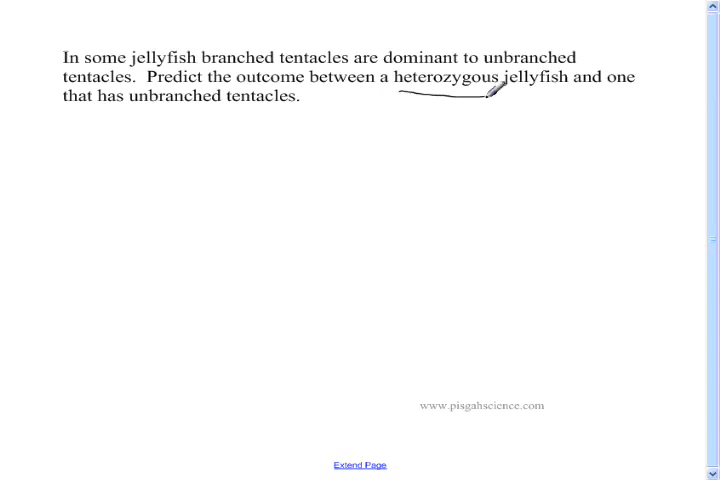 In some jellyfish branched tentacles are dominant to unbranched
tentacles.  Predict the outcome between a heterozygous jellyfish and one
that has unbranched tentacles.
www.pisgahscience.com
Extend Page